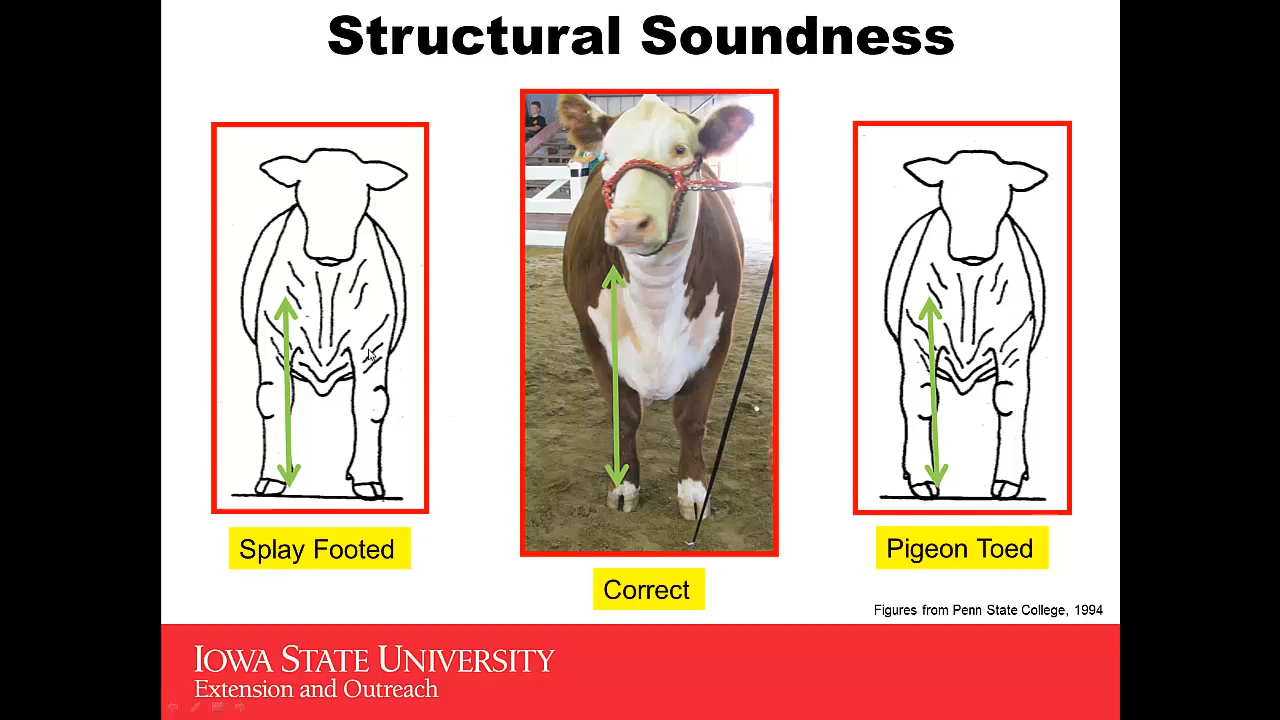 Structural Soundness
Splay Footed
Correct
Pigeon Toed
Figures from Penn State College, 1994
IOWA STATE UNIVERSITY
Extension and Outreach